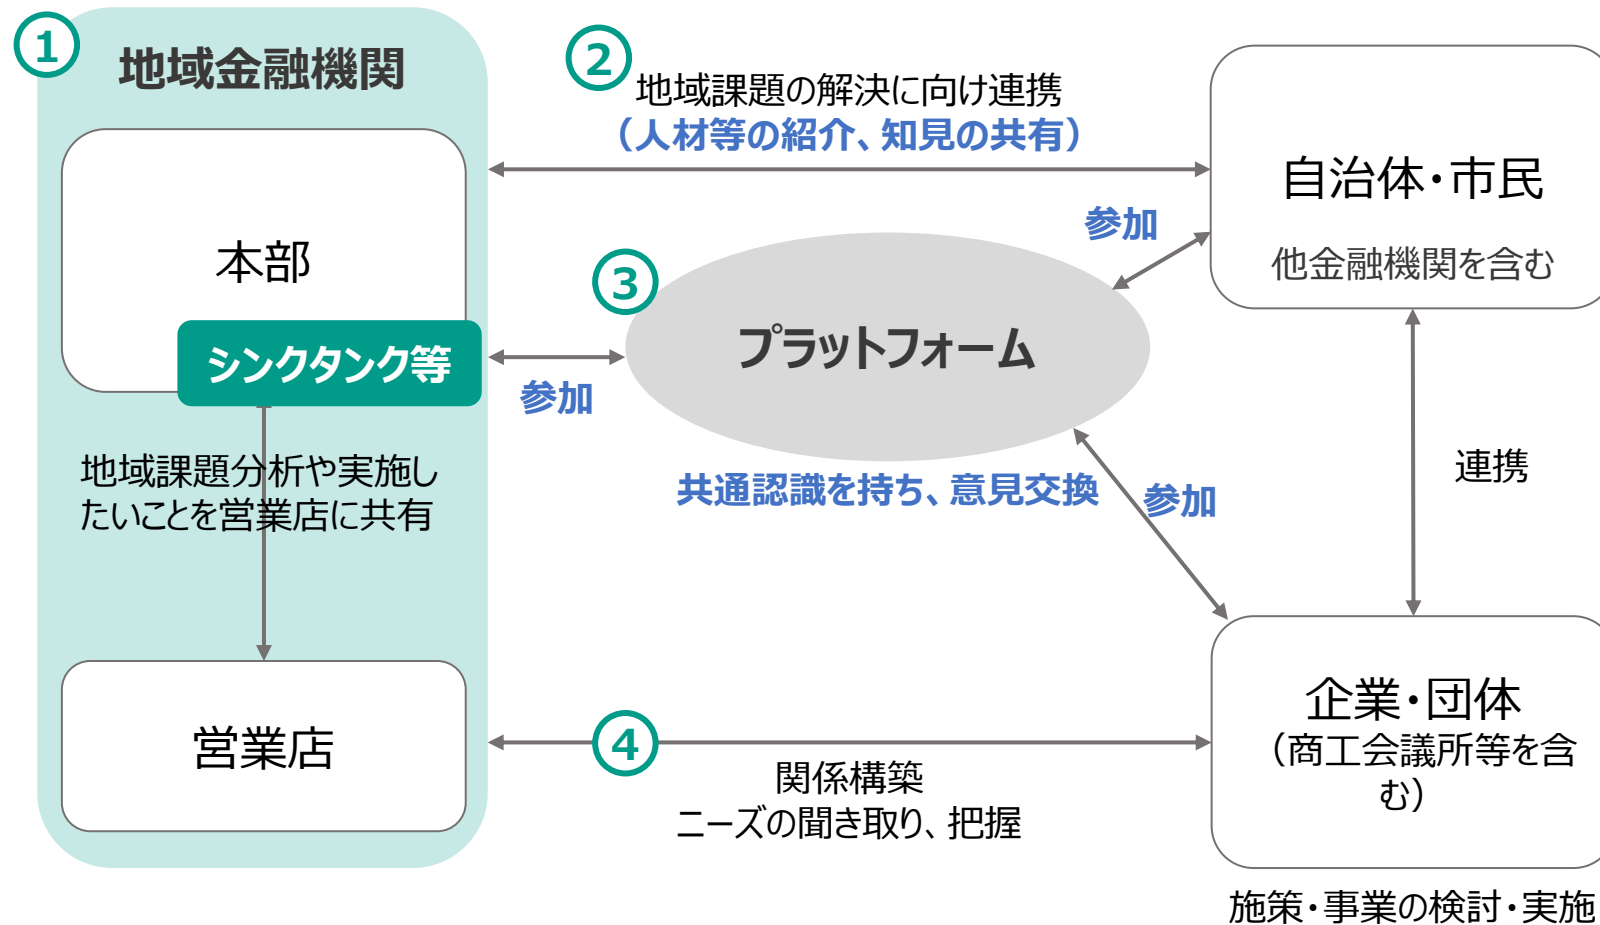 ①
地域金融機関
本部
シンクタンク等
地域課題分析や実施し
たいことを営業店に共有
営業店
②
地域課題の解決に向け連携
（人材等の紹介、知見の共有）
参加
③
プラットフォーム
参加
共通認識を持ち、意見交換
参加
④
関係構築
ニーズの聞き取り、把握
自治体・市民
他金融機関を含む
連携
企業・団体
（商工会議所等を含
む）
施策・事業の検討・実施